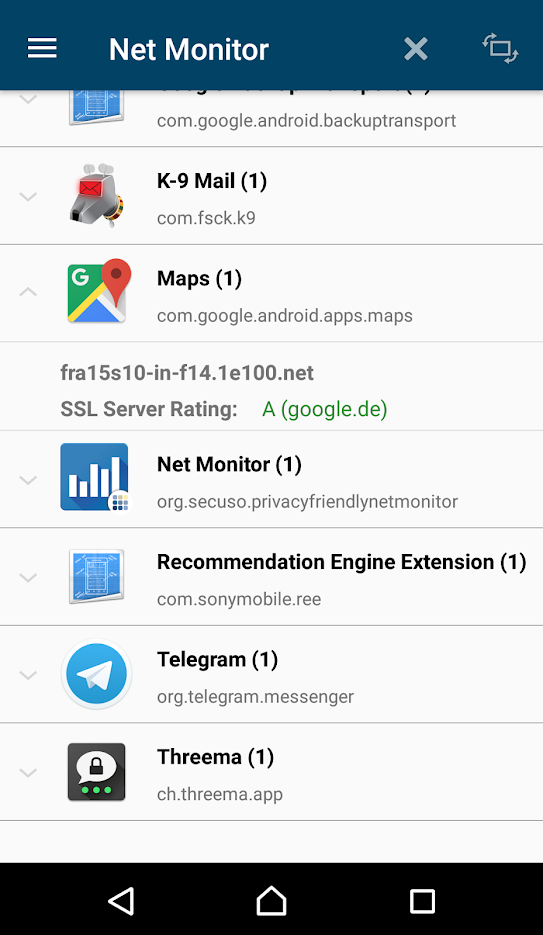 Net Monitor
com.google.android.backuptransport
K-9 Mail (1)
com.fsck.k9
G
Maps (1)
com.google.android.apps.maps
fra15s10-in-f14.1e100.net
SSL Server Rating: A (google.de)
Net Monitor (1)
org.secuso.privacyfriendlynetmonitor
Recommendation Engine Extension (1)
com.sonymobile.ree
Telegram (1)
org.telegram.messenger
Threema (1)
ch.threema.app